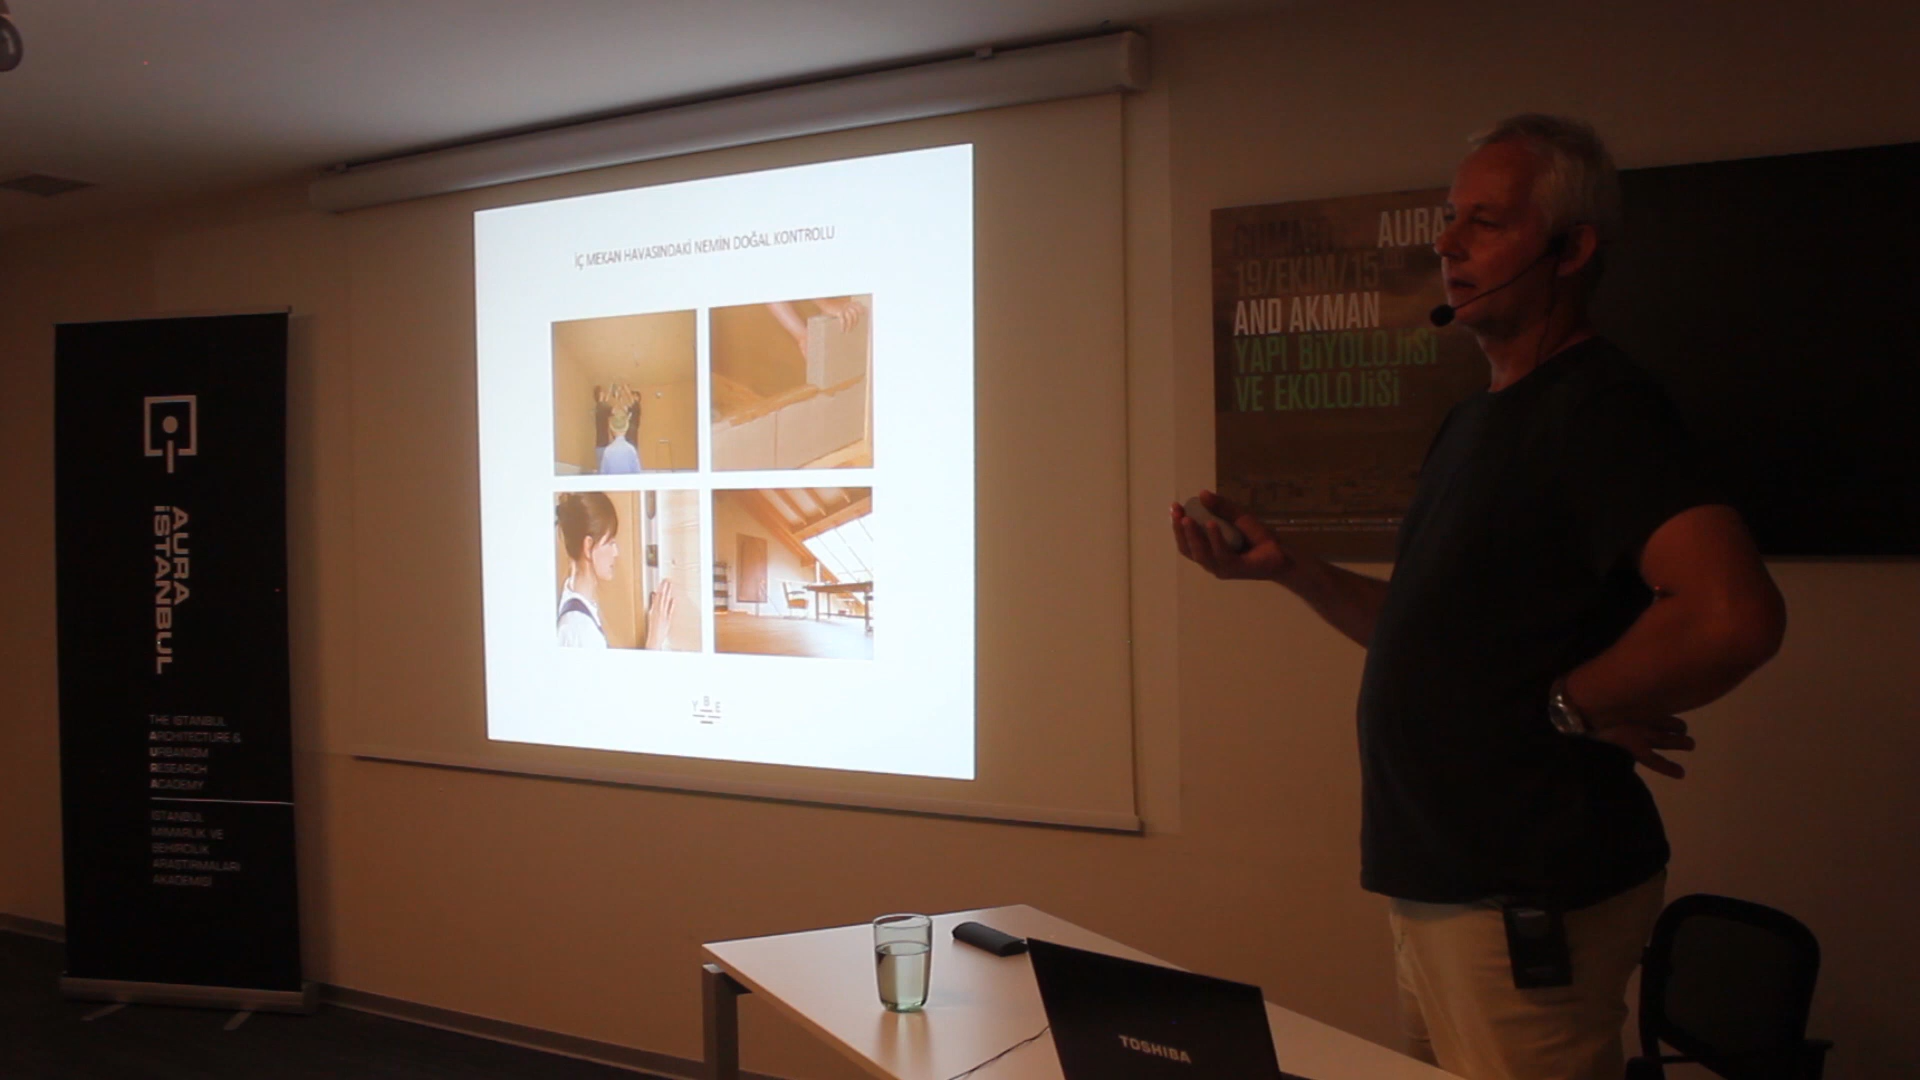 İÇ MEKAN HAVASINDAKİ NEMİN DOĞAL KONTROLU
Y B E
AURA
İSTANBUL
THE ISTANBUL
ARCHITECTURE &
URBANISM
RESEARCH
ACADEMY
İSTANBUL
MİMARLIK VE
ŞEHİRCİLİK
ARAŞTIRMALARI
AKADEMİSİ
AURA
19/EKİM/15
AND AKMAN
YAPI BİYOLOJİSİ
VE EKOLOJİSİ
TOSHIBA